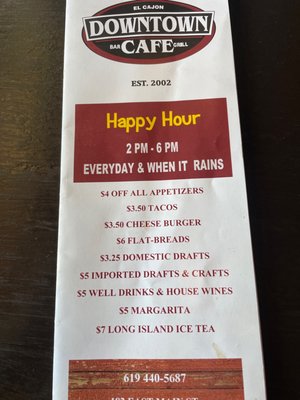 EL CAJON
DOWNTOWN
BAR CAFE GRILL
EST. 2002
Happy Hour
2 PM - 6 PM
EVERYDAY & WHEN IT RAINS
$4 OFF ALL APPETIZERS
$3.50 TACOS
$3.50 CHEESE BURGER
$6 FLAT-BREADS
$3.25 DOMESTIC DRAFTS
$5 IMPORTED DRAFTS & CRAFTS
$5 WELL DRINKS & HOUSE WINES
$5 MARGARITA
$7 LONG ISLAND ICE TEA
619 440-5687